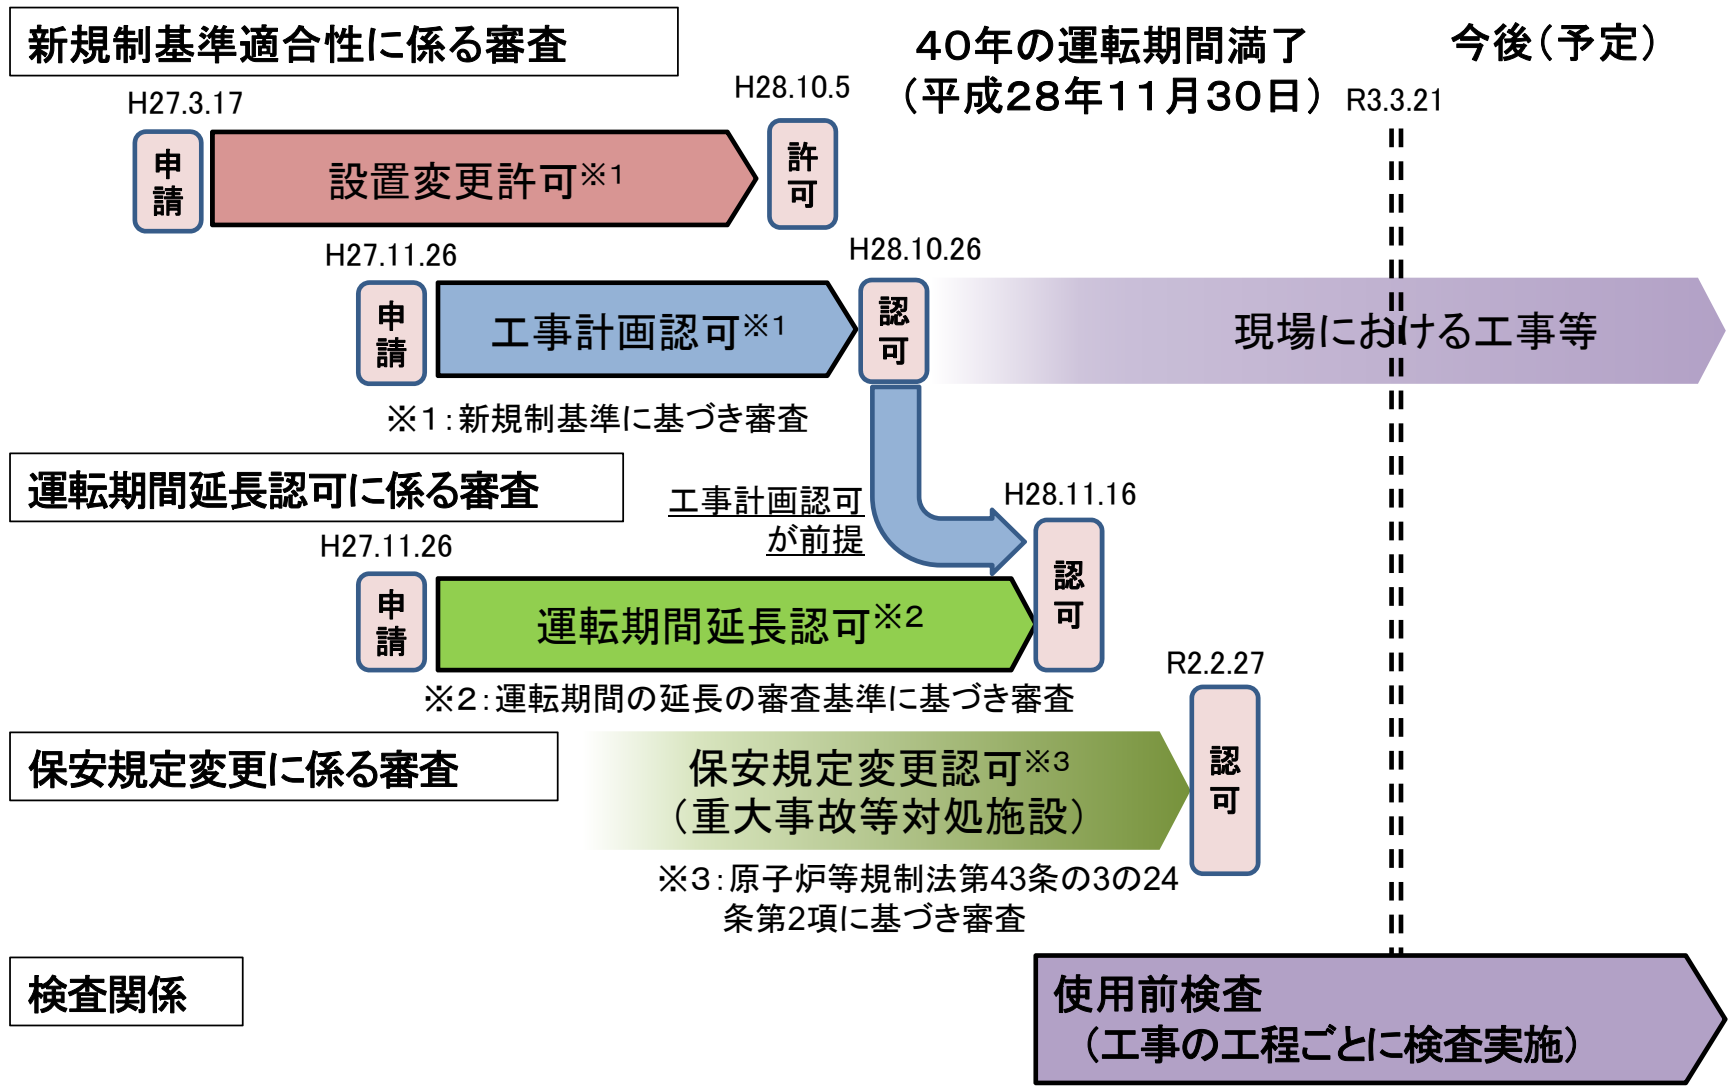 新規制基準適合性に係る審査
40年の運転期間満了
（平成28年11月30日）
今後（予定）
R3.3.21
H27.3.17
H28.10.5
申請
設置変更許可※1
許可
H27.11.26
H28.10.26
申請
工事計画認可※1
認可
現場における工事等
※1：新規制基準に基づき審査
運転期間延長認可に係る審査
工事計画認可
が前提
H28.11.16
H27.11.26
申請
運転期間延長認可※2
認可
※2：運転期間の延長の審査基準に基づき審査
R2.2.27
保安規定変更に係る審査
保安規定変更認可※3
（重大事故等対処施設）
認可
※3：原子炉等規制法第43条の3の24
条第2項に基づき審査
検査関係
使用前検査
（工事の工程ごとに検査実施）